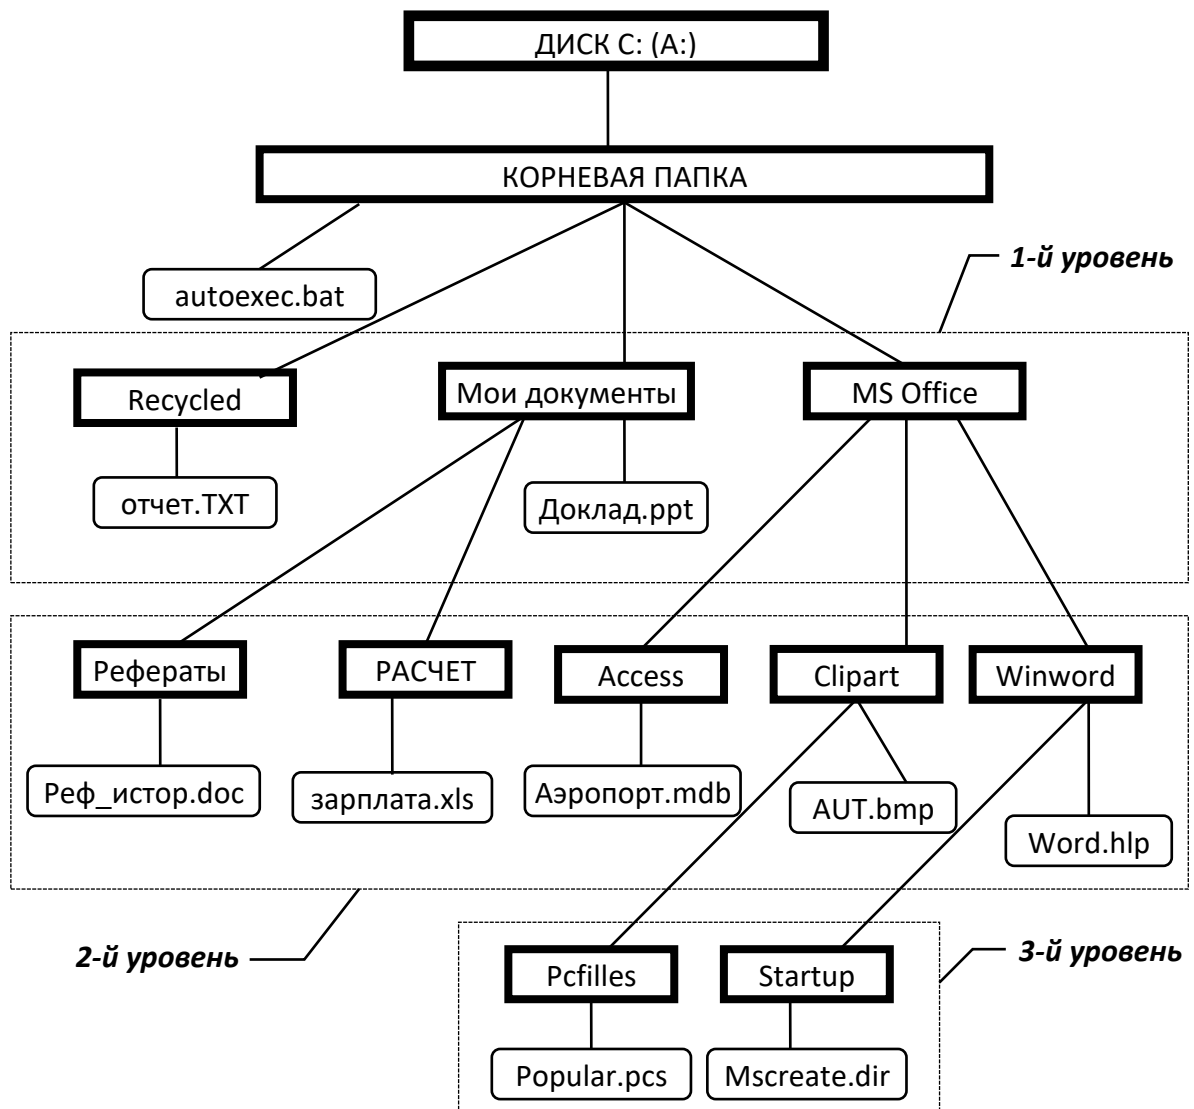 ДИСК C: (A:)
КОРНЕВАЯ ПАПКА
1-й уровень
autoexec.bat
Recycled
Мои документы
MS Office
отчет.TXT
Доклад.ppt
Рефераты
РАСЧЕТ
Access
Clipart
Winword
Реф_истор.doc
зарплата.xls
Аэропорт.mdb
AUT.bmp
Word.hlp
2-й уровень
3-й уровень
Pcfilles
Startup
Popular.pcs
Mscreate.dir